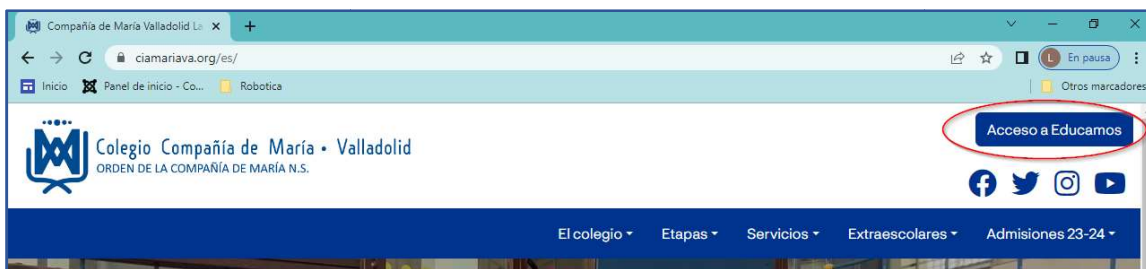 Compañía de María Valladolid La
ciamariava.org/es/
L En pausa
Inicio Panel de inicio - Co... Robotica Otros marcadores
Acceso a Educamos
Colegio Compañía de María • Valladolid
ORDEN DE LA COMPAÑÍA DE MARÍA N.S.
El colegio Etapas Servicios Extraescolares Admisiones 23-24